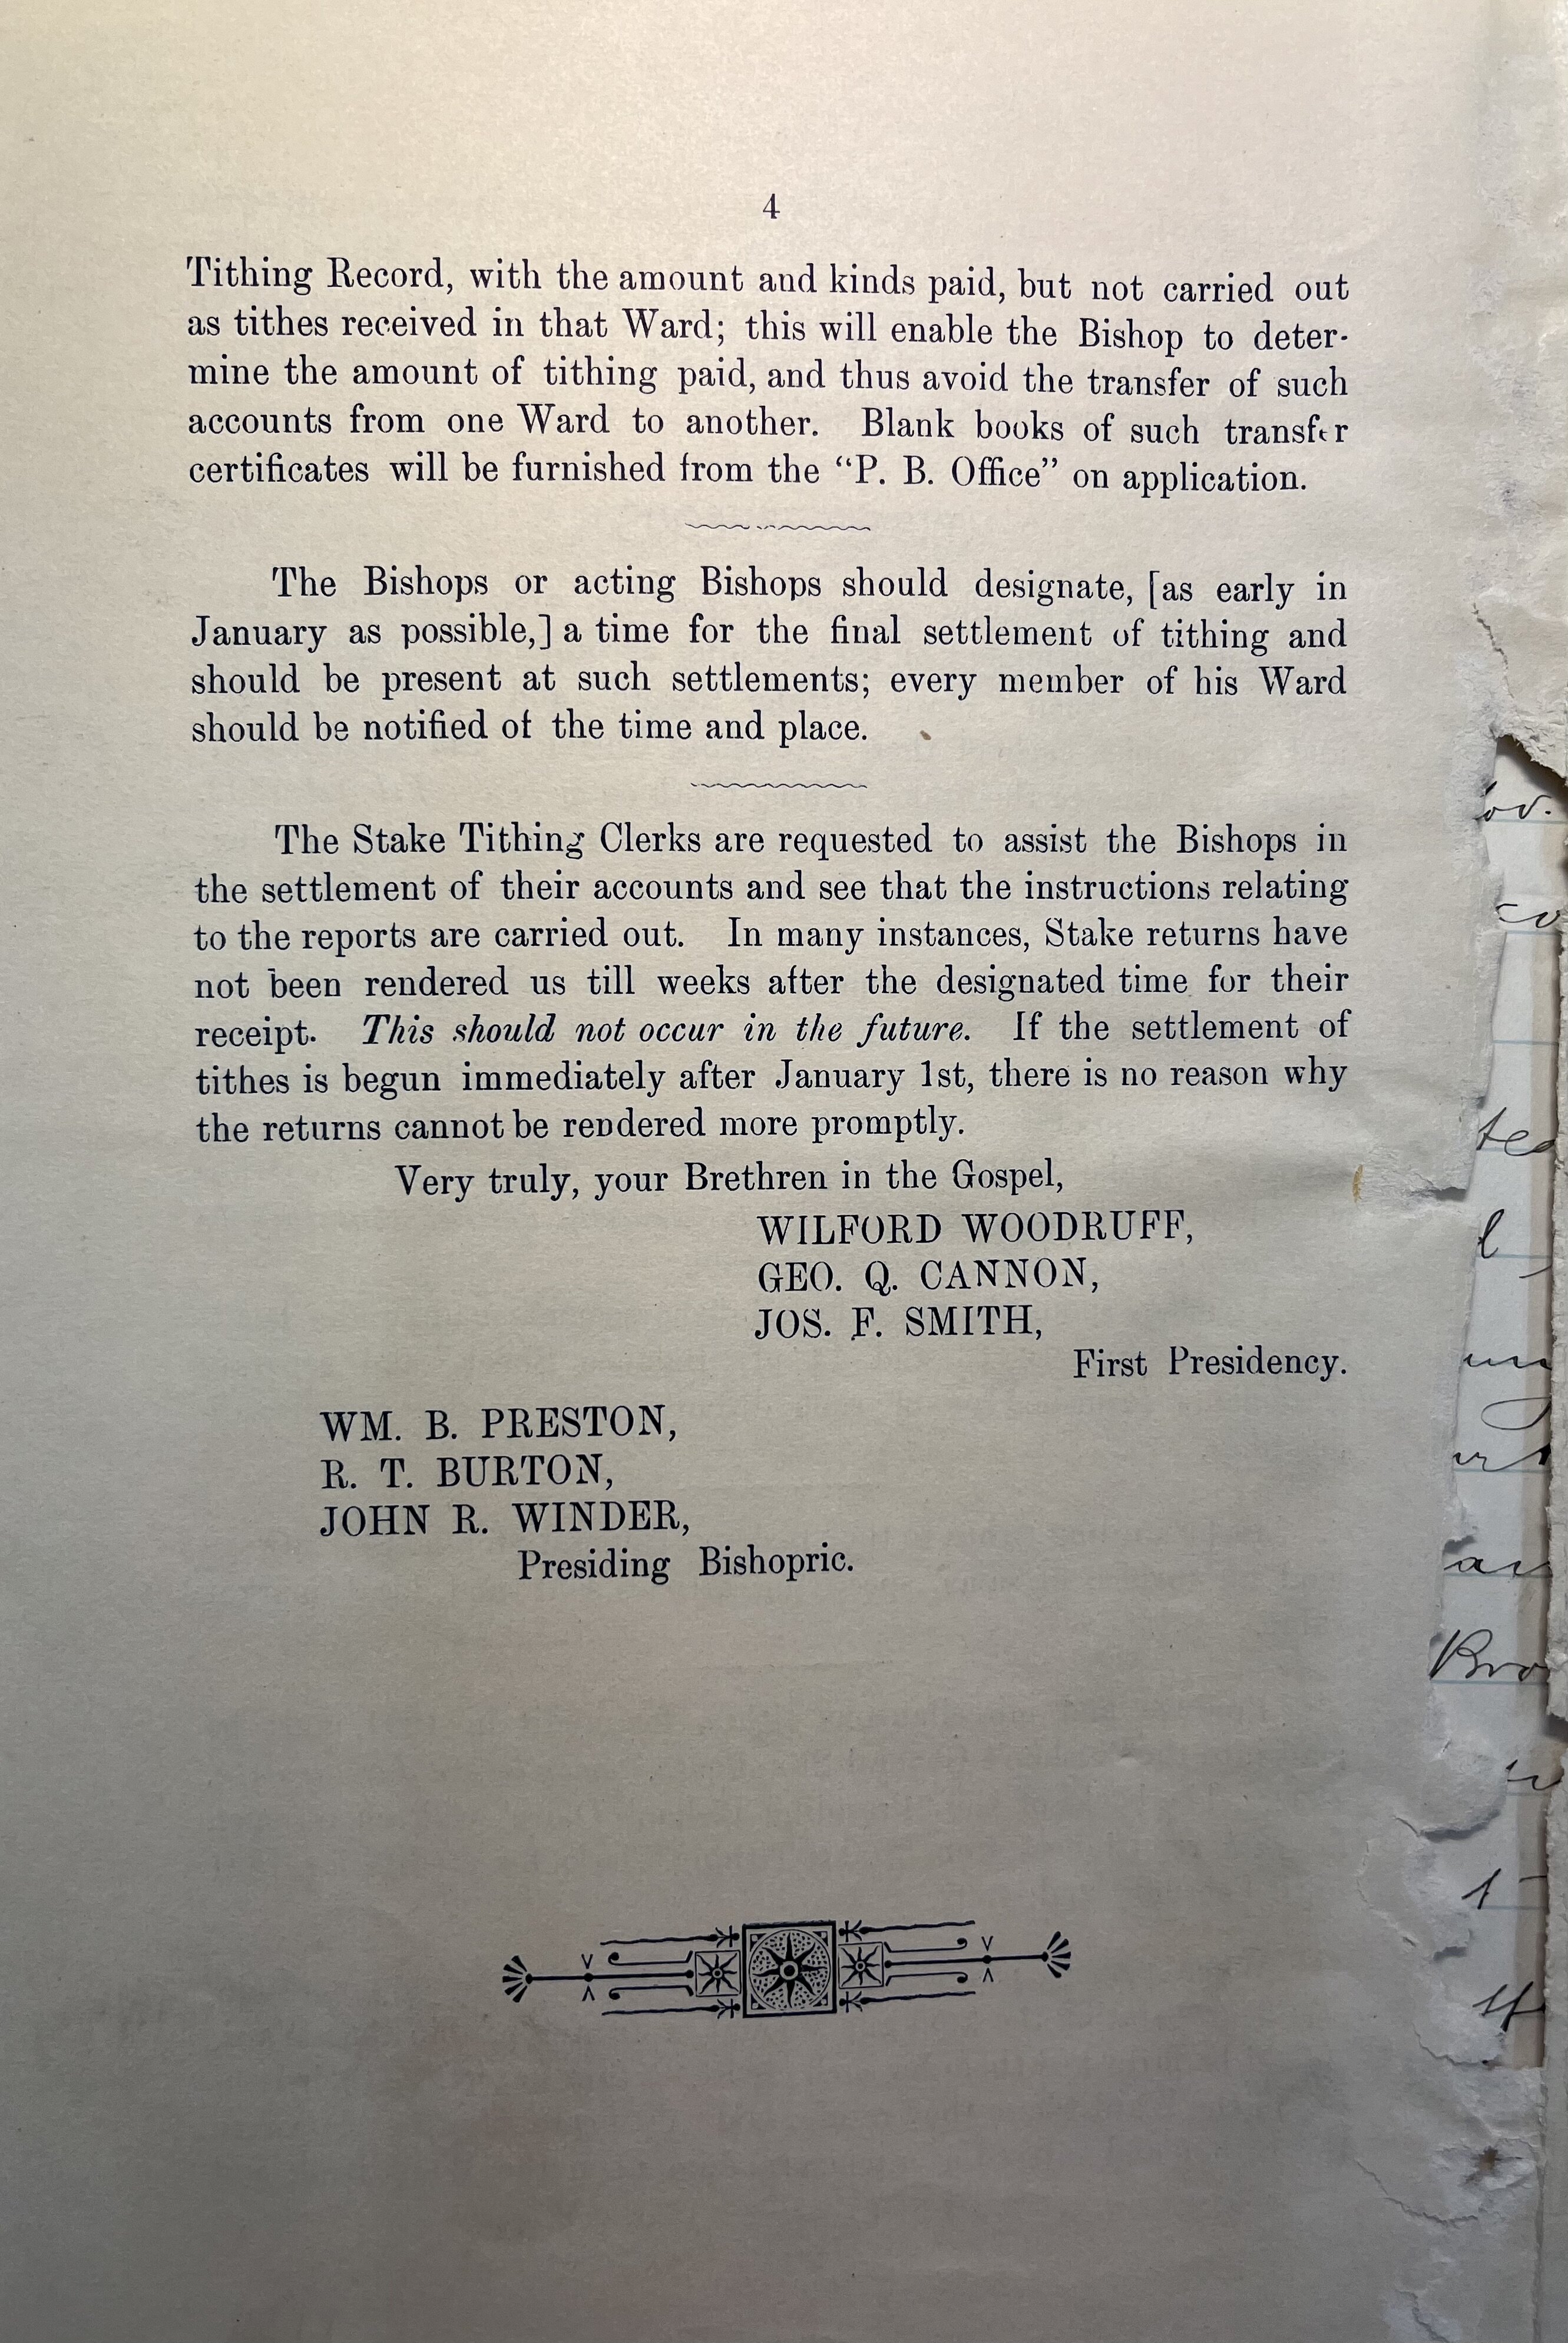 4
Tithing Record, with the amount and kinds paid, but not carried out
as tithes received in that Ward; this will enable the Bishop to deter-
mine the amount of tithing paid, and thus avoid the transfer of such
accounts from one Ward to another. Blank books of such transfer
certificates will be furnished from the “P. B. Office” on application.
The Bishops or acting Bishops should designate, [as early in
January as possible,] a time for the final settlement of tithing and
should be present at such settlements; every member of his Ward
should be notified of the time and place.
The Stake Tithing Clerks are requested to assist the Bishops in
the settlement of their accounts and see that the instructions relating
to the reports are carried out. In many instances, Stake returns have
not been rendered us till weeks after the designated time for their
receipt. This should not occur in the future. If the settlement of
tithes is begun immediately after January 1st, there is no reason why
the returns cannot be rendered more promptly.
Very truly, your Brethren in the Gospel,
WILFORD WOODRUFF,
GEO. Q. CANNON,
JOS. F. SMITH,
First Presidency.
WM. B. PRESTON,
R. T. BURTON,
JOHN R. WINDER,
Presiding Bishopric.